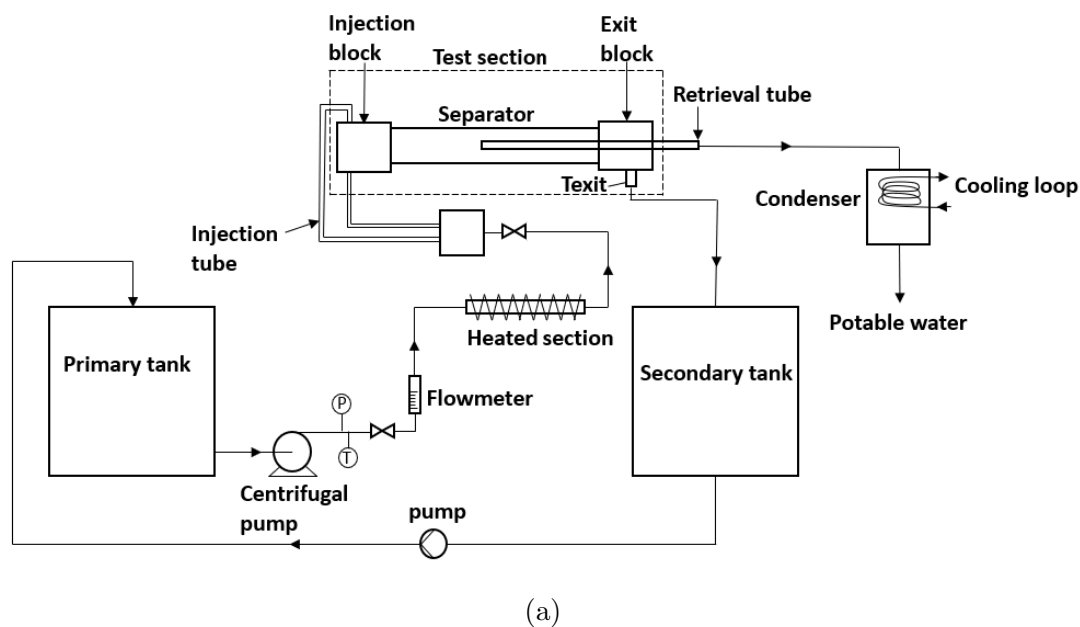 Injection
block
Exit
block
Test section
Retrieval tube
Separator
Texit
Condenser
Cooling loop
Injection
tube
Potable water
Heated section
Primary tank
Secondary tank
Flowmeter
P
T
Centrifugal
pump
pump
(a)